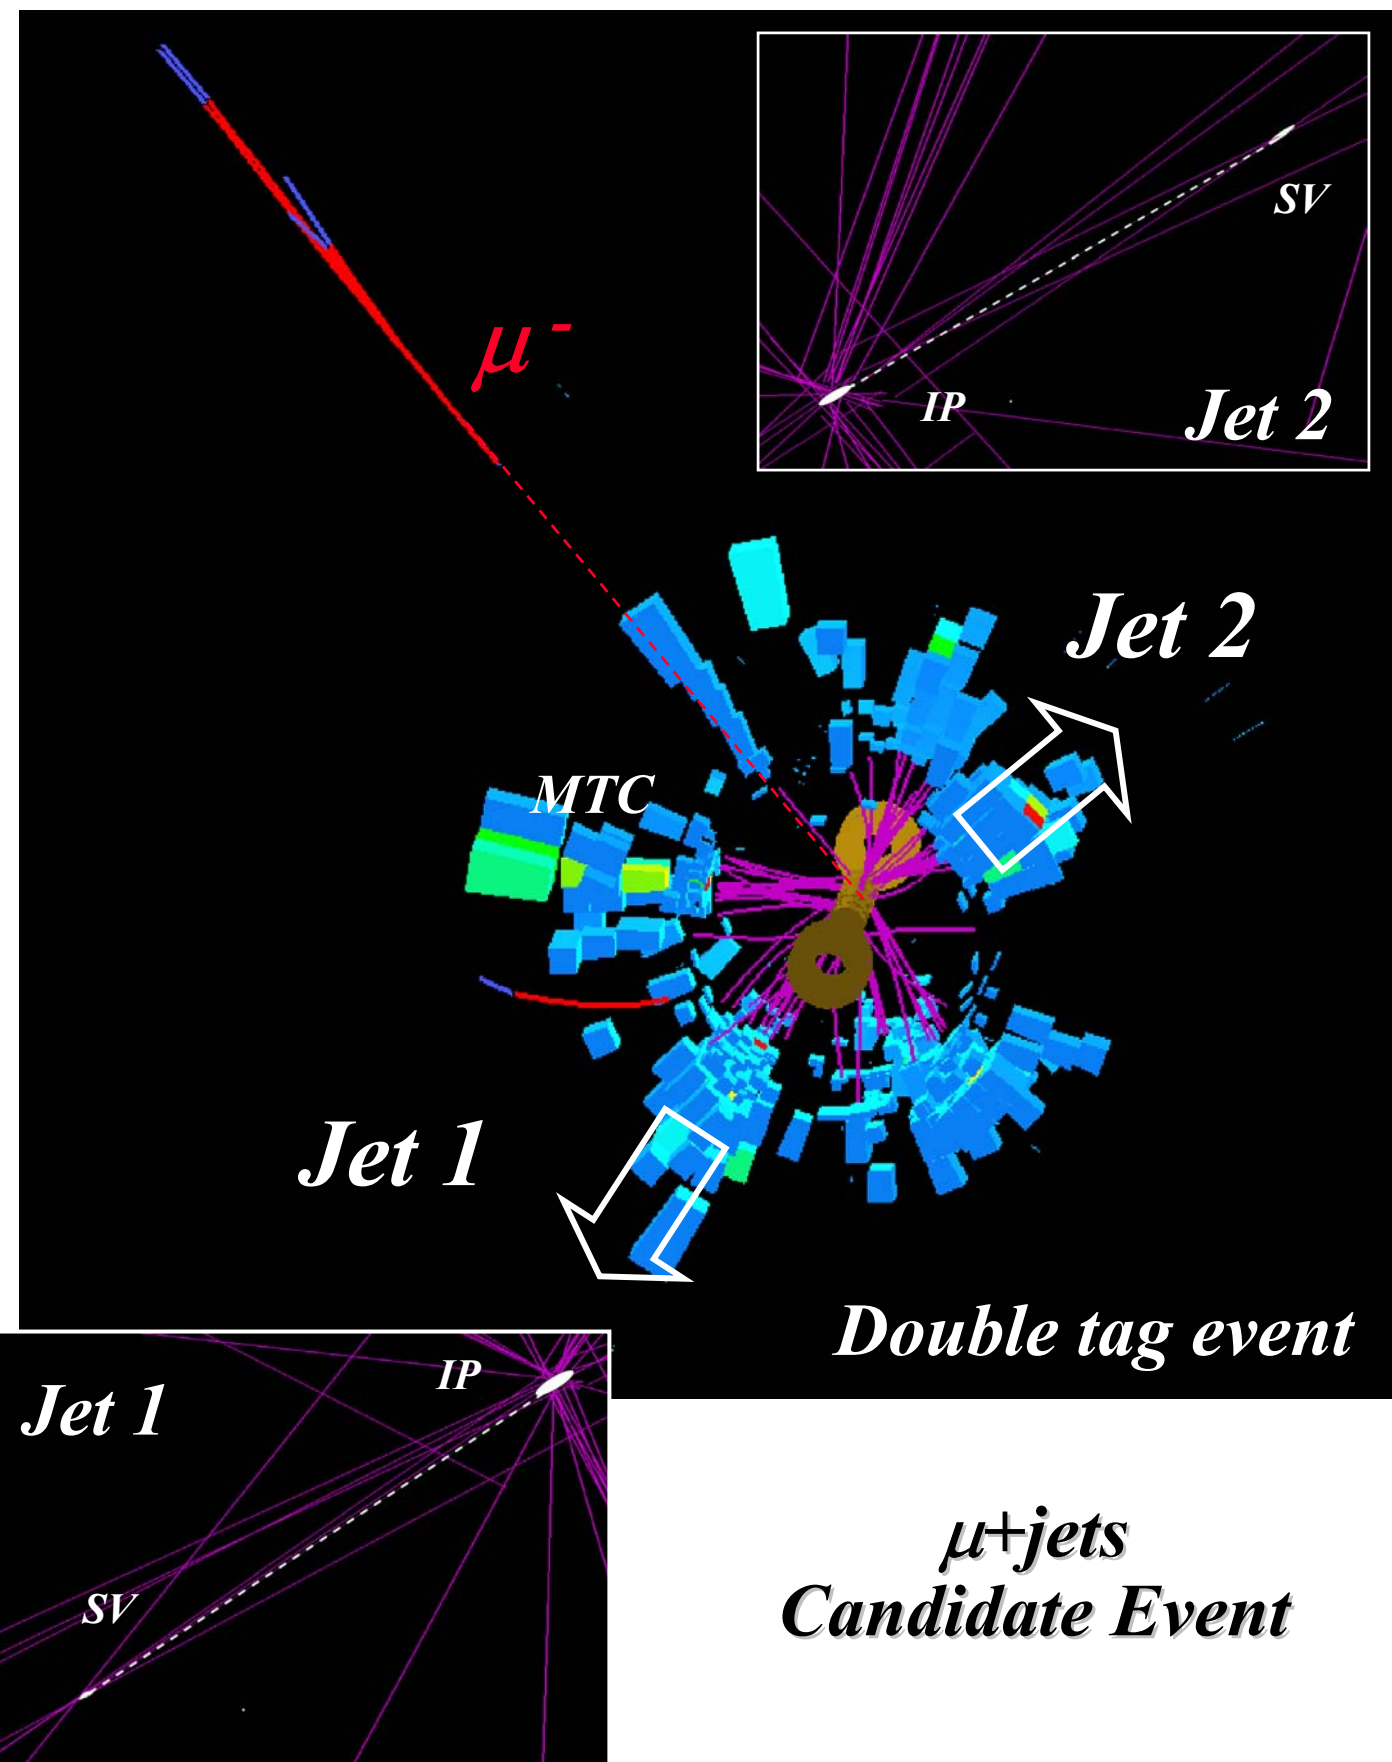 SV
IP
Jet 2
μ -
Jet 2
MTC
Jet 1
Double tag event
IP
Jet 1
SV
μ+jets
Candidate Event